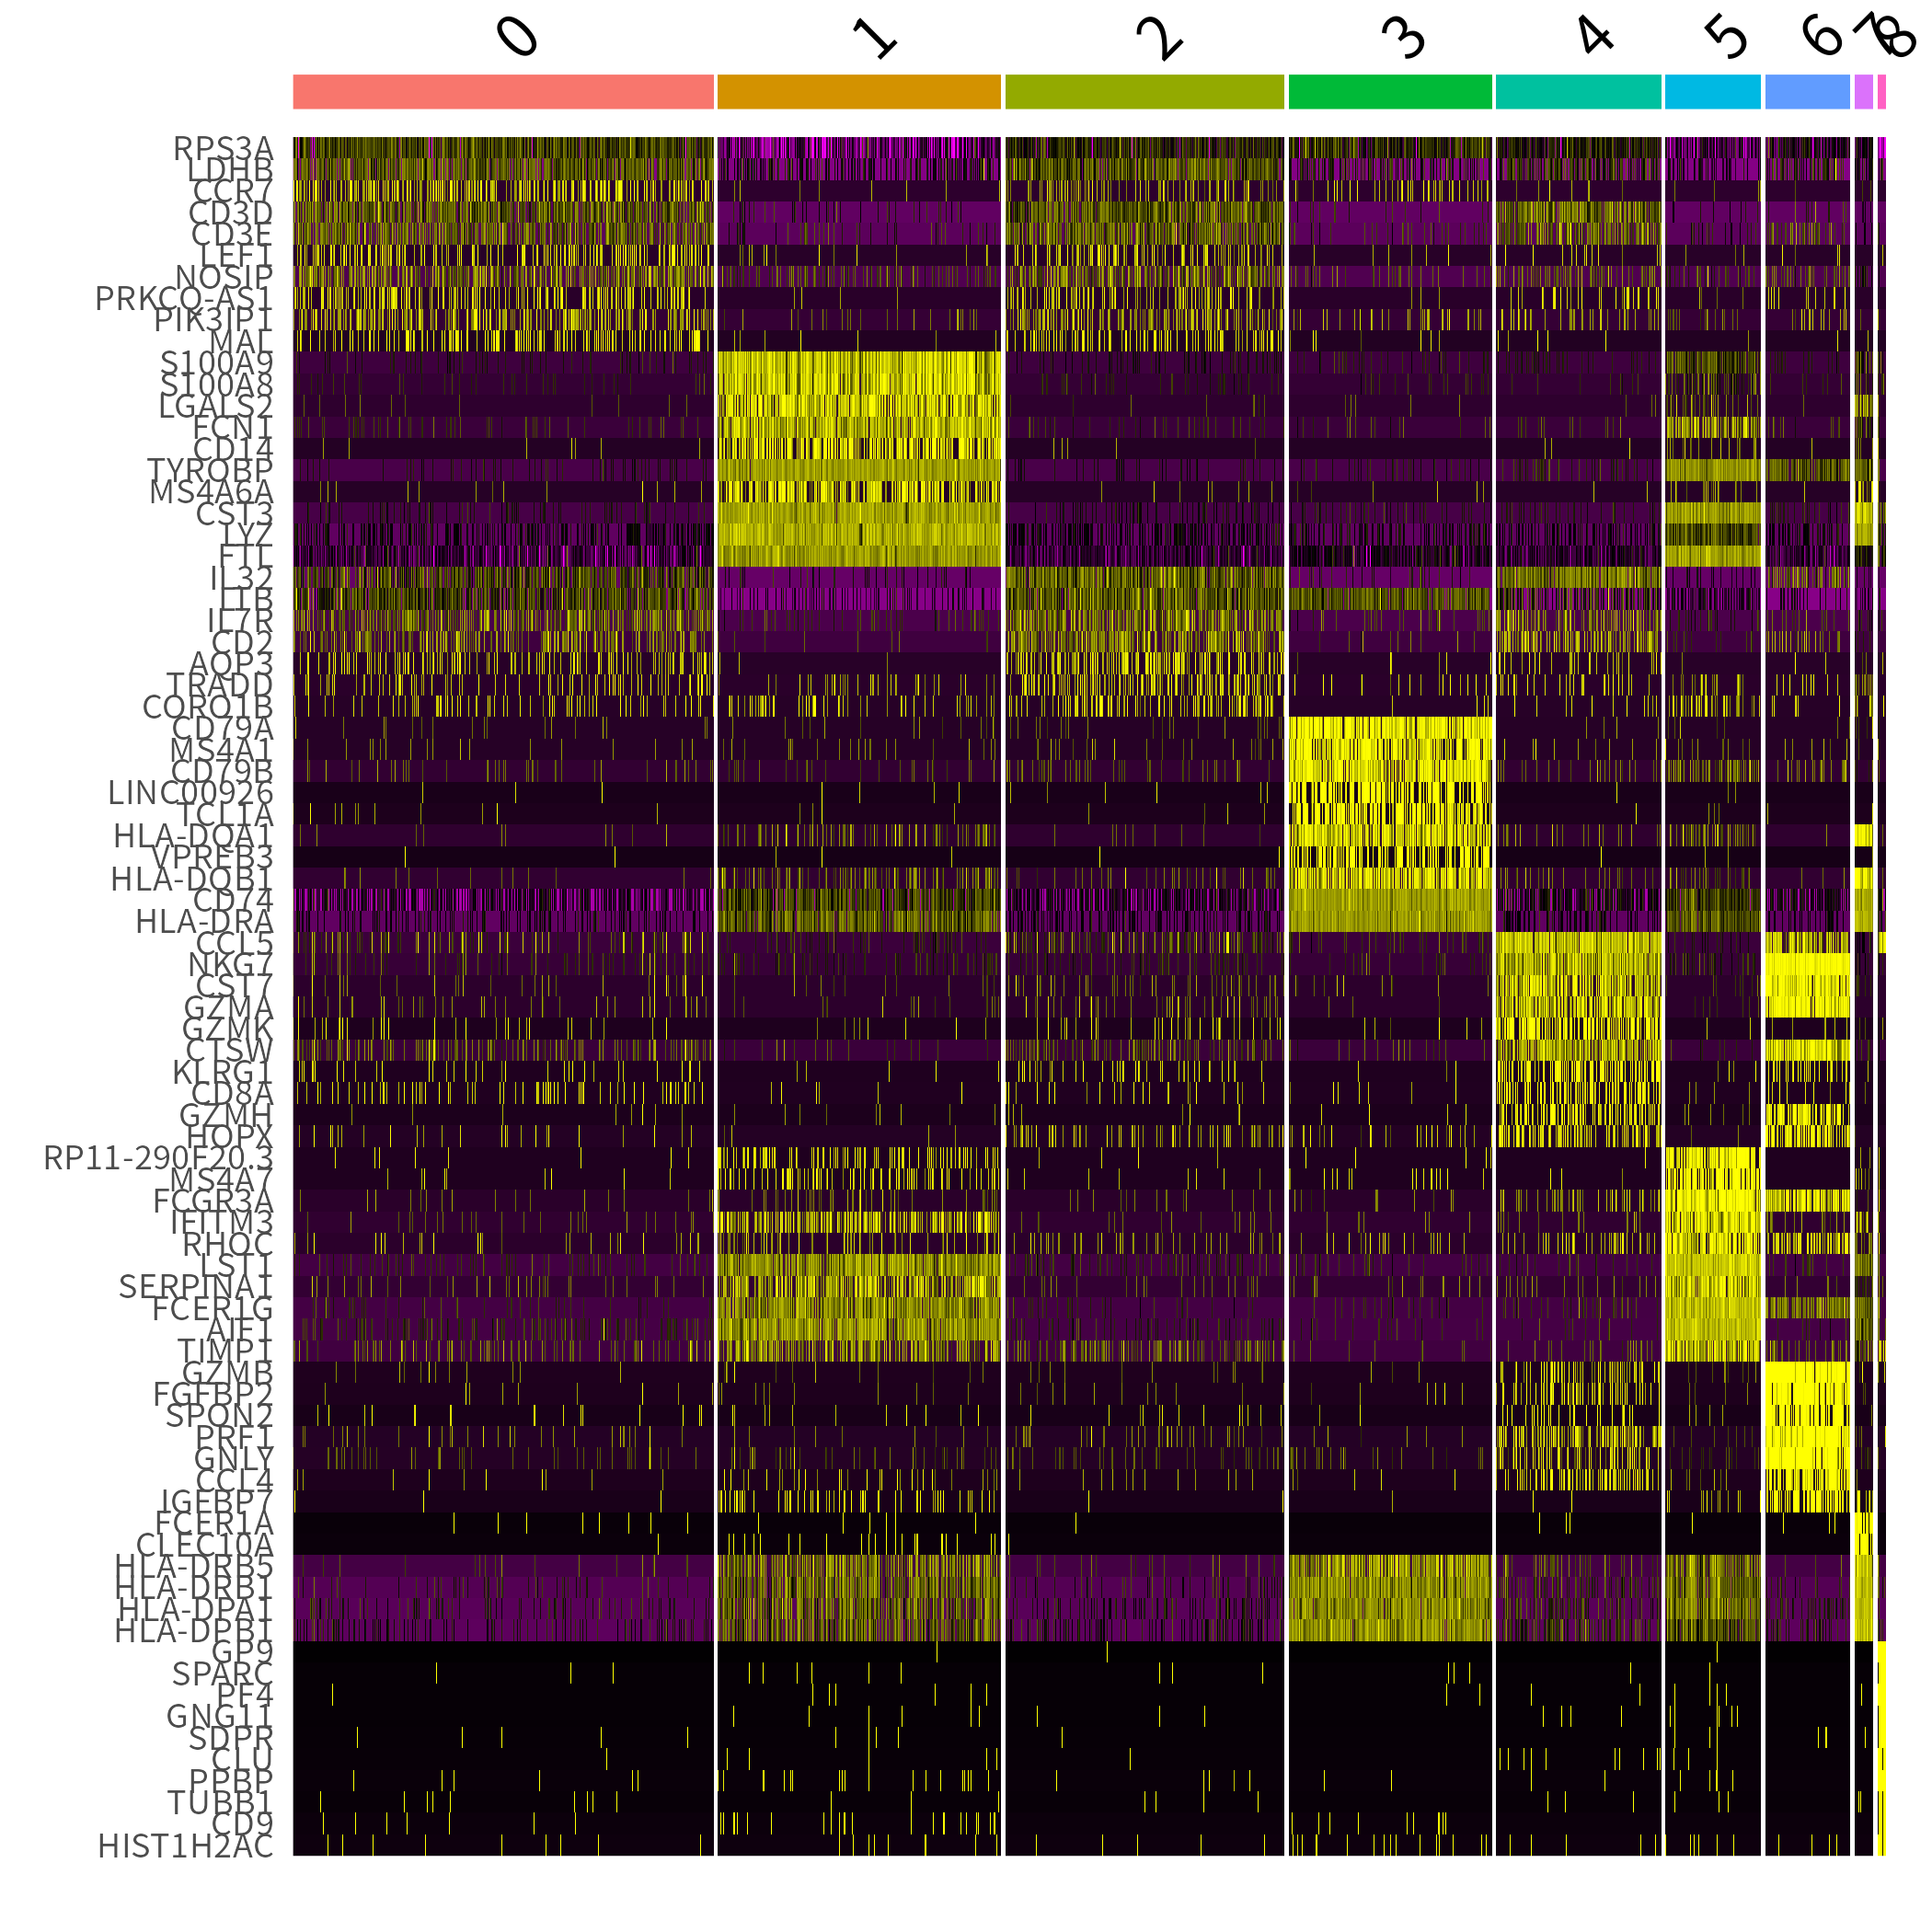 0 1 2 3 4 5 6 7 8
RPS3A
LDHB
CCR7
CD3D
CD3E
LEF1
NOSIP
PRKCQ-AS1
PIK3IP1
MAL
S100A9
S100A8
LGALS2
FCN1
CD14
TYROBP
MS4A6A
CST3
LYZ
FTL
IL32
LTB
IL7R
CD2
AQP3
TRADD
CORO1B
CD79A
MS4A1
CD79B
LINC00926
TCL1A
HLA-DQA1
VPREB3
HLA-DQB1
CD74
HLA-DRA
CCL5
NKG7
CST7
GZMA
GZMK
CTSW
KLRG1
CD8A
GZMH
HOPX
RP11-290F20.3
MS4A7
FCGR3A
IFITM3
RHOC
LST1
SERPINA1
FCER1G
AIF1
TIMP1
GZMB
FGFBP2
SPON2
PRF1
GNLY
CCL4
IGFBP7
FCER1A
CLEC10A
HLA-DRB5
HLA-DRB1
HLA-DPA1
HLA-DPB1
GP9
SPARC
PF4
GNG11
SDPR
CLU
PPBP
TUBB1
CD9
HIST1H2AC